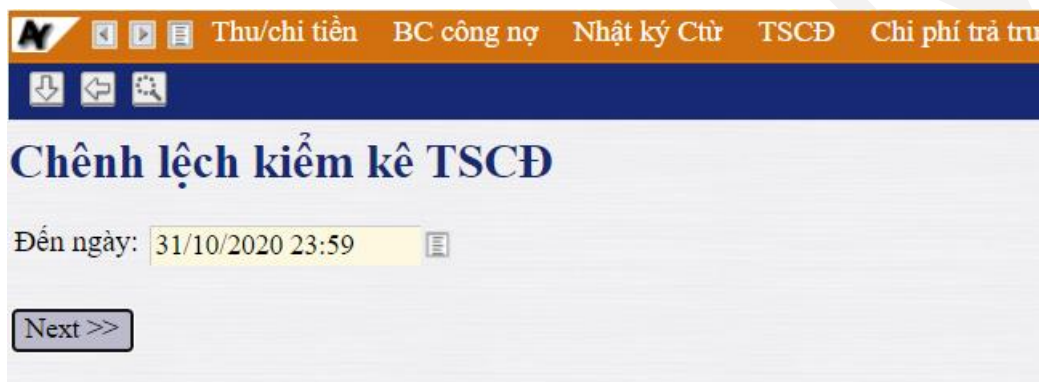 Thu/chi tiền BC công nợ Nhật ký Ctừ TSCĐ Chi phí trả tru
Chênh lệch kiểm kê TSCĐ
Đến ngày: 31/10/2020 23:59
Next >>